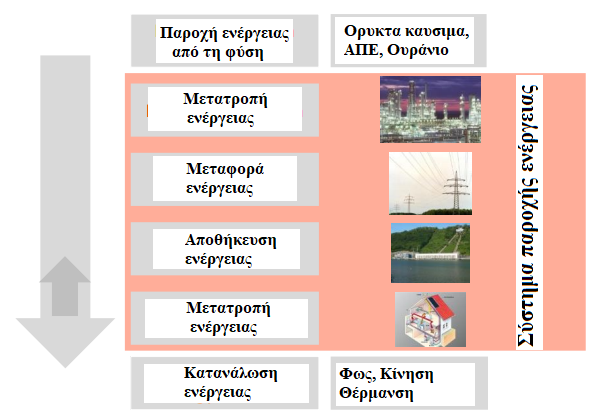 Παροχή ενέργειας
από τη φύση
Ορυκτα καυσιμα,
ΑΠΕ, Ουράνιο
Μετατροπή
ενέργειας
Μεταφορά
ενέργειας
Αποθήκευση
ενέργειας
Μετατροπή
ενέργειας
Σύστημα παροχής ενέργειας
Κατανάλωση
ενέργειας
Φως, Κίνηση
Θέρμανση